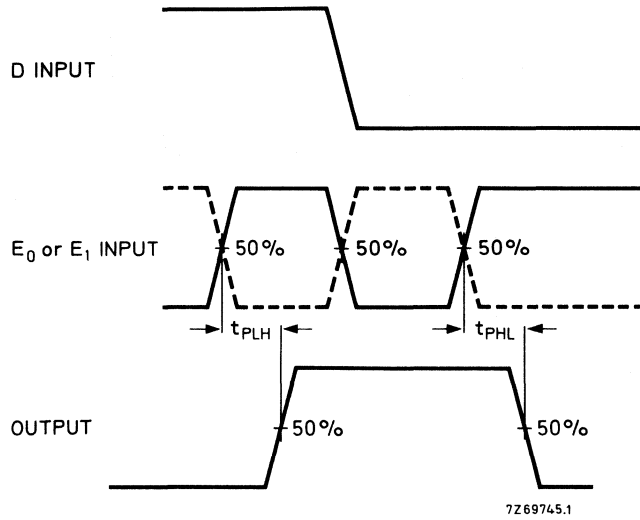 D INPUT
E₀ or E₁ INPUT
50% 50% 50%
tPLH tPHL
OUTPUT
50% 50%
7Z69745.1